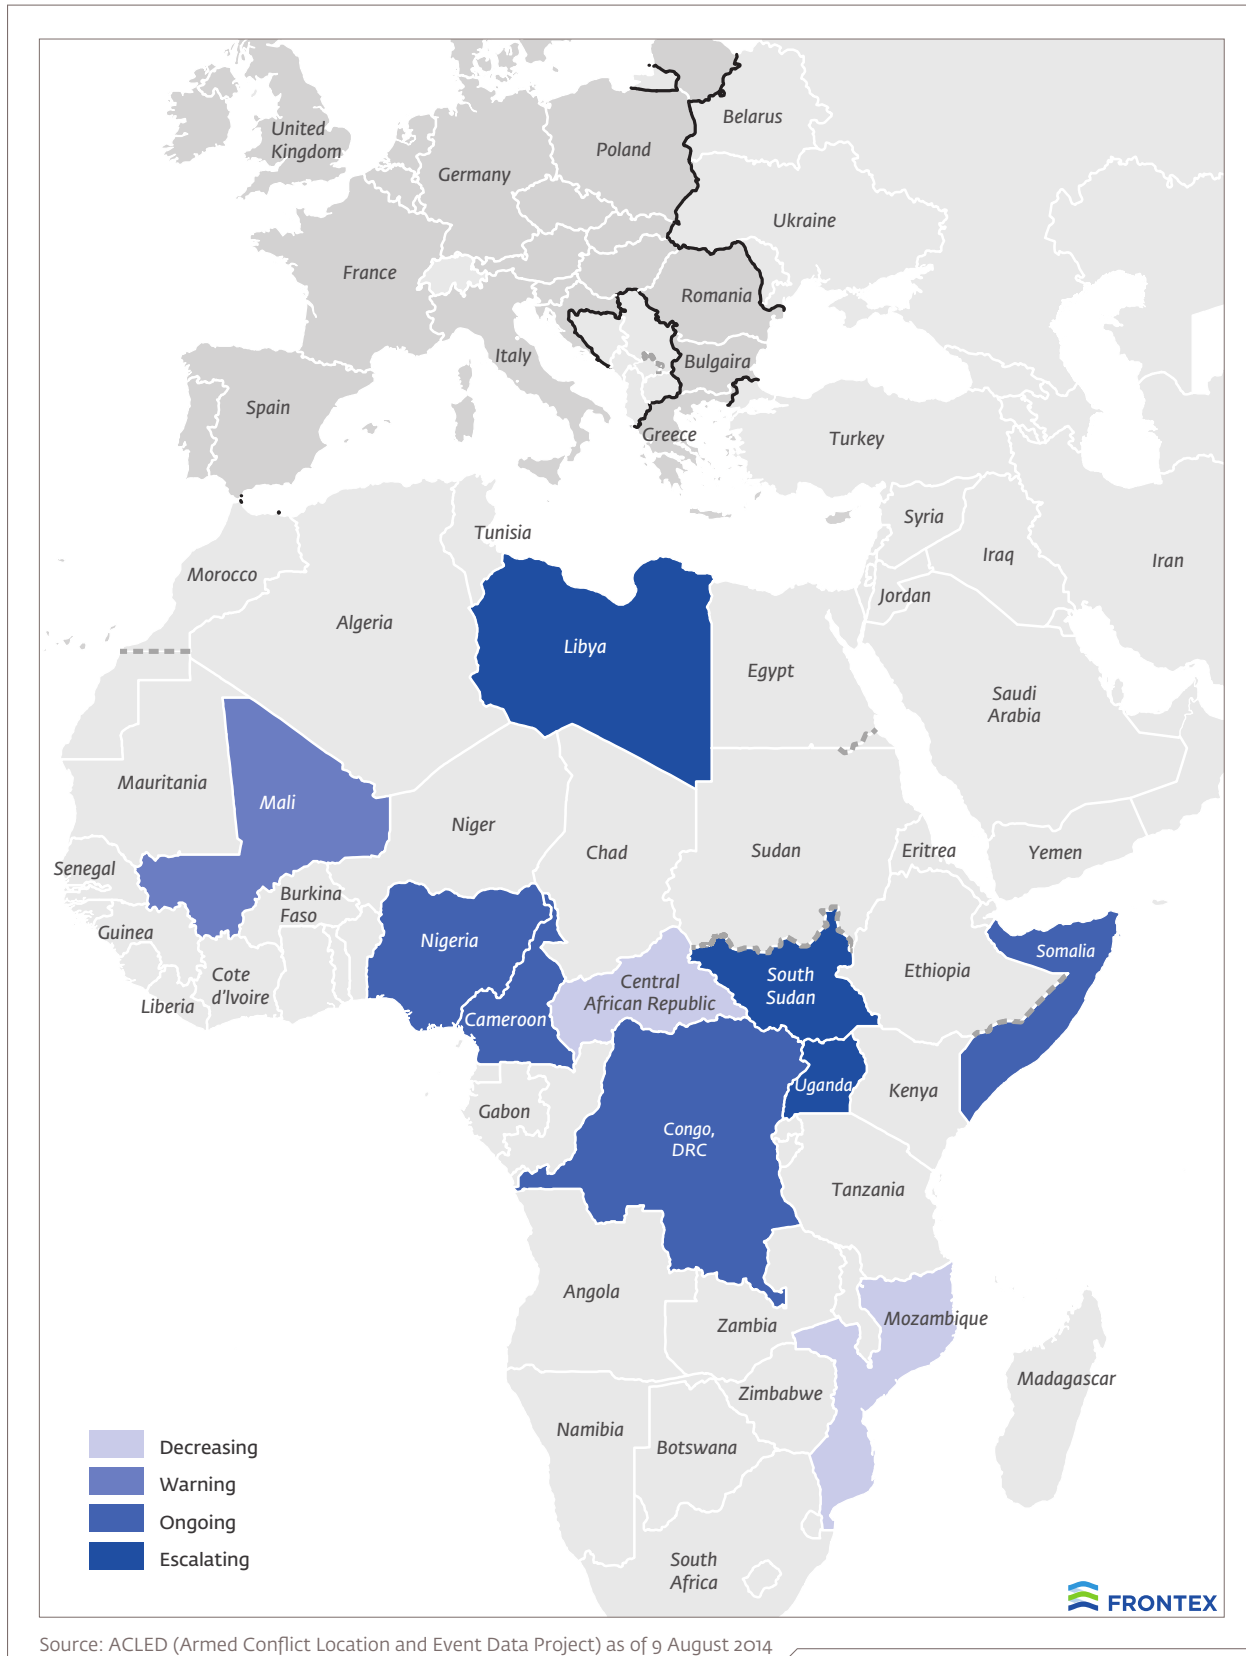 Belarus
United
Kingdom
Poland
Germany
Ukraine
France
Romania
Italy
Bulgaira
Spain
Greece
Turkey
Syria
Tunisia
Iraq
Iran
Morocco
Jordan
Algeria
Libya
Egypt
Saudi
Arabia
Mauritania
Mali
Niger
Chad
Sudan
Eritrea
Yemen
Senegal
Burkina
Faso
Guinea
Nigeria
Somalia
Cote
d'Ivoire
Central
African Republic
South
Sudan
Ethiopia
Liberia
Cameroon
Uganda
Kenya
Gabon
Congo,
DRC
Tanzania
Angola
Zambia
Mozambique
Madagascar
Zimbabwe
Namibia
Botswana
South
Africa
Decreasing
Warning
Ongoing
Escalating
FRONTEX
Source: ACLED (Armed Conflict Location and Event Data Project) as of 9 August 2014